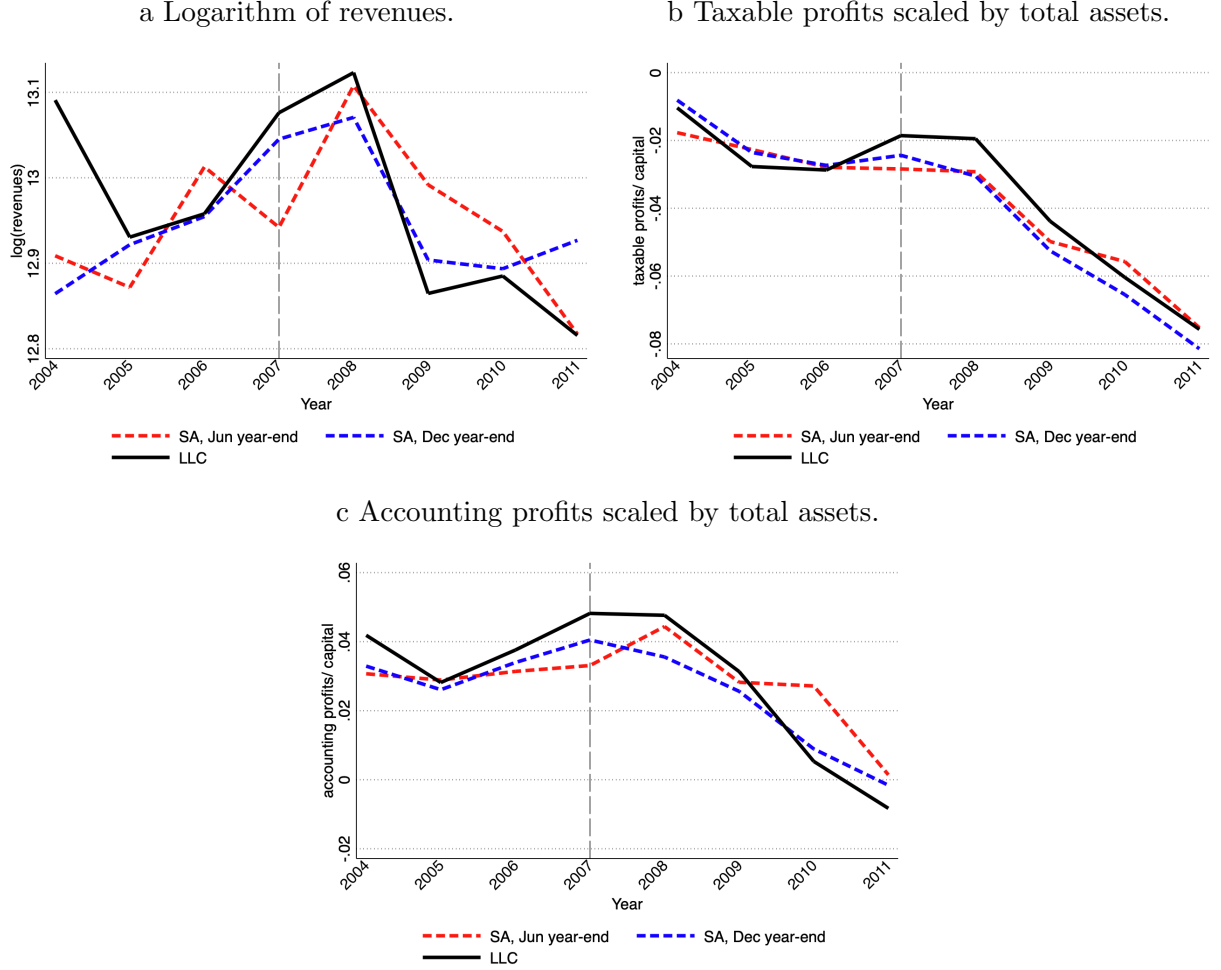 a Logarithm of revenues.
log(revenues)
13.1
13
12.9
12.8
2004 2005 2006 2007 2008 2009 2010 2011
Year
SA, Jun year-end SA, Dec year-end
LLC
b Taxable profits scaled by total assets.
taxable profits/ capital
0
-.02
-.04
-.06
-.08
2004 2005 2006 2007 2008 2009 2010 2011
Year
SA, Jun year-end SA, Dec year-end
LLC
c Accounting profits scaled by total assets.
accounting profits/ capital
.06
.04
.02
0
-.02
2004 2005 2006 2007 2008 2009 2010 2011
Year
SA, Jun year-end SA, Dec year-end
LLC